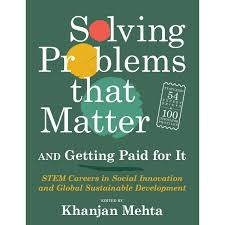 Solving
Problems
that
Matter
54
100
AND Getting Paid for It
STEM Careers in Social Innovation
and Global Sustainable Development
EDITED BY
Khanjan Mehta